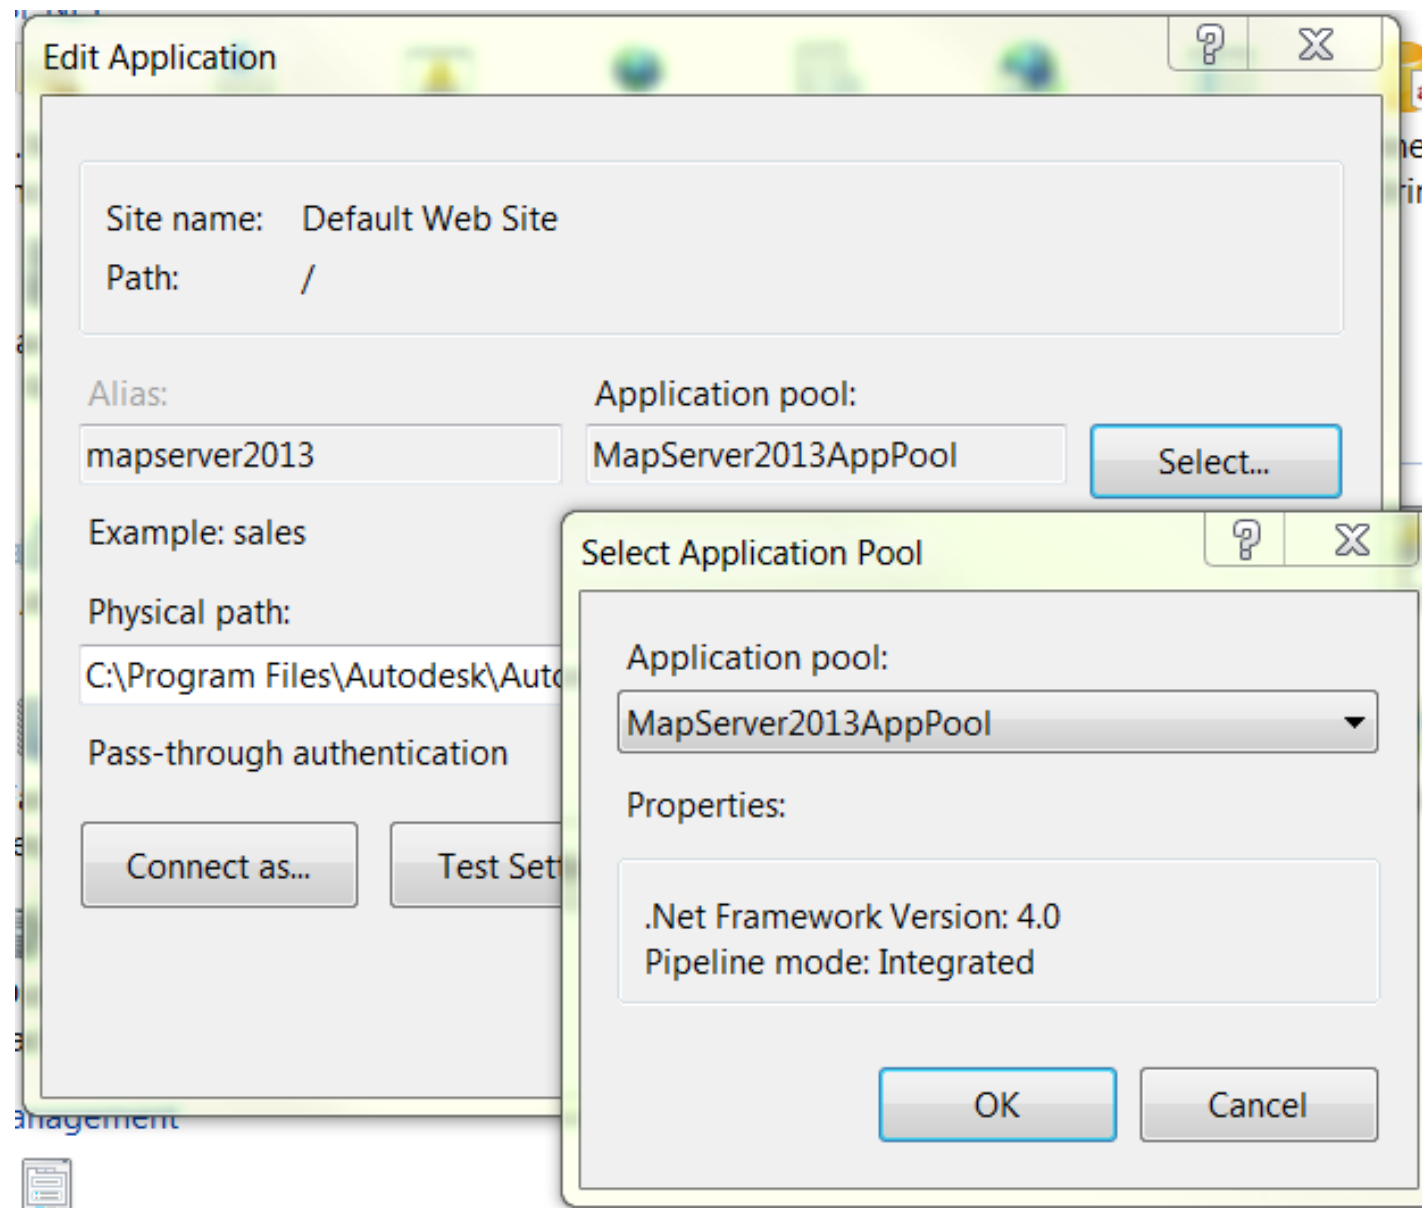 Edit Application
Site name: Default Web Site
Path: /
Alias:
Application pool:
mapserver2013
MapServer2013AppPool
Select...
Example: sales
Physical path:
C:\Program Files\Autodesk\Auto
Pass-through authentication
Connect as...
Test Sett
Select Application Pool
Application pool:
MapServer2013AppPool
Properties:
.Net Framework Version: 4.0
Pipeline mode: Integrated
OK
Cancel
anagement